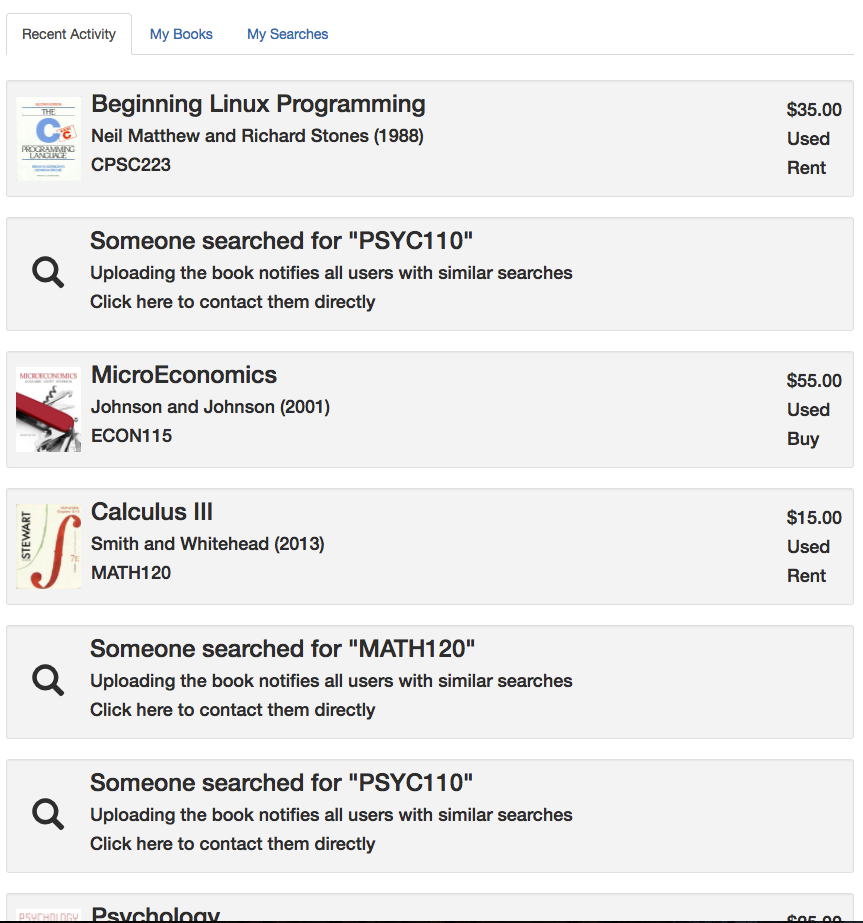 Recent Activity My Books My Searches
Beginning Linux Programming
$35.00
Neil Matthew and Richard Stones (1988)
Used
CPSC223
Rent
SECOND EDITION
THE
C
PROGRAMMING
LANGUAGE
Someone searched for "PSYC110"
Uploading the book notifies all users with similar searches
Click here to contact them directly
MICROECONOMICS
MicroEconomics
$55.00
Johnson and Johnson (2001)
Used
ECON115
Buy
STEWART
7E
Calculus III
$15.00
Smith and Whitehead (2013)
Used
MATH120
Rent
Someone searched for "MATH120"
Uploading the book notifies all users with similar searches
Click here to contact them directly
Someone searched for "PSYC110"
Uploading the book notifies all users with similar searches
Click here to contact them directly
PSYCHOLOGY
Psychology